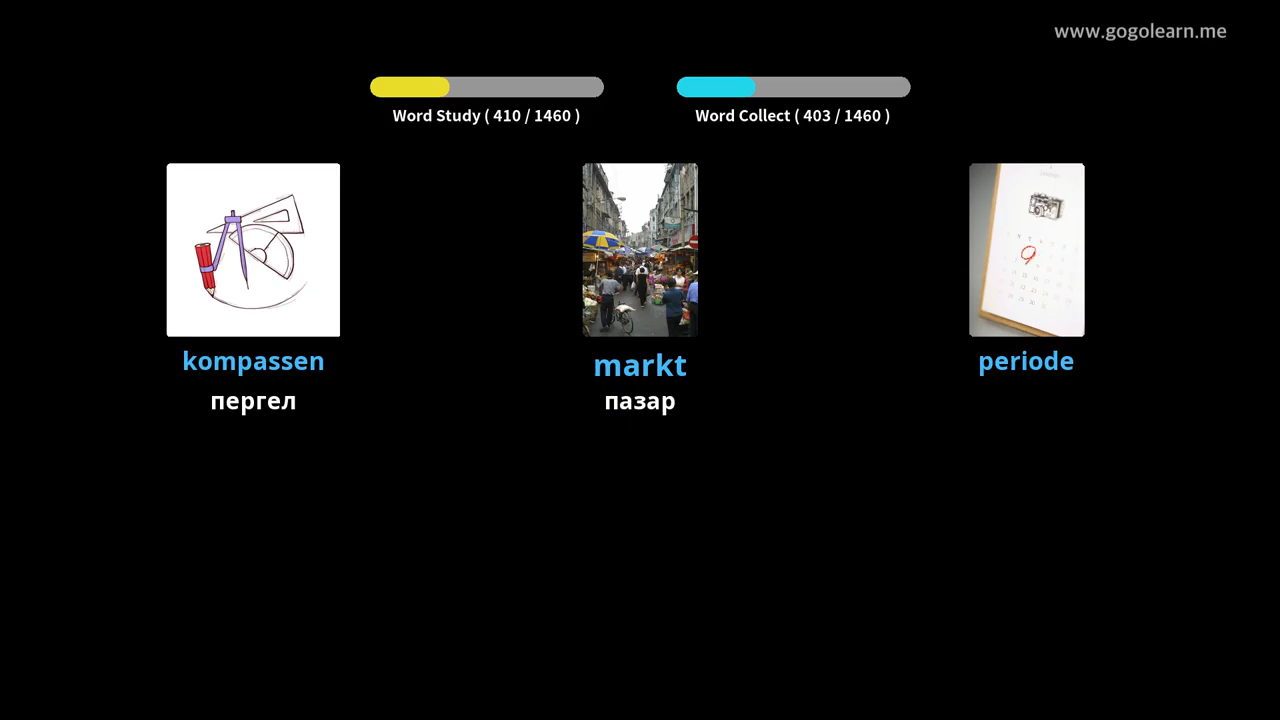 www.gogolearn.me
Word Study ( 410 / 1460 )
Word Collect ( 403 / 1460 )
kompassen
markt
periode
пергел
пазар